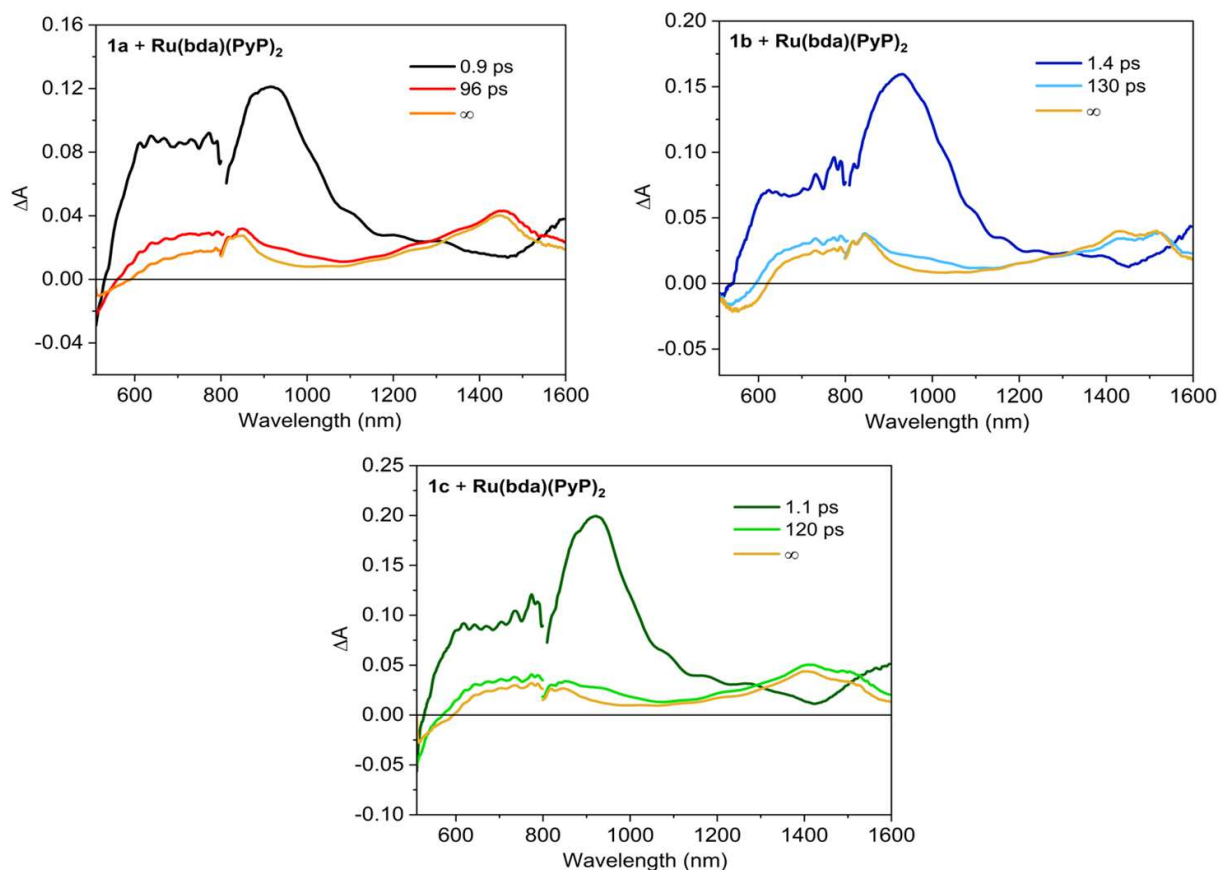 1a + Ru(bda)(PyP)₂
0.9 ps
96 ps
∞
0.16
0.12
0.08
0.04
0.00
-0.04
ΔA
600 800 1000 1200 1400 1600
Wavelength (nm)
1b + Ru(bda)(PyP)₂
1.4 ps
130 ps
∞
0.20
0.15
0.10
0.05
0.00
-0.05
ΔA
600 800 1000 1200 1400 1600
Wavelength (nm)
1c + Ru(bda)(PyP)₂
1.1 ps
120 ps
∞
0.25
0.20
0.15
0.10
0.05
0.00
-0.05
-0.10
ΔA
600 800 1000 1200 1400 1600
Wavelength (nm)